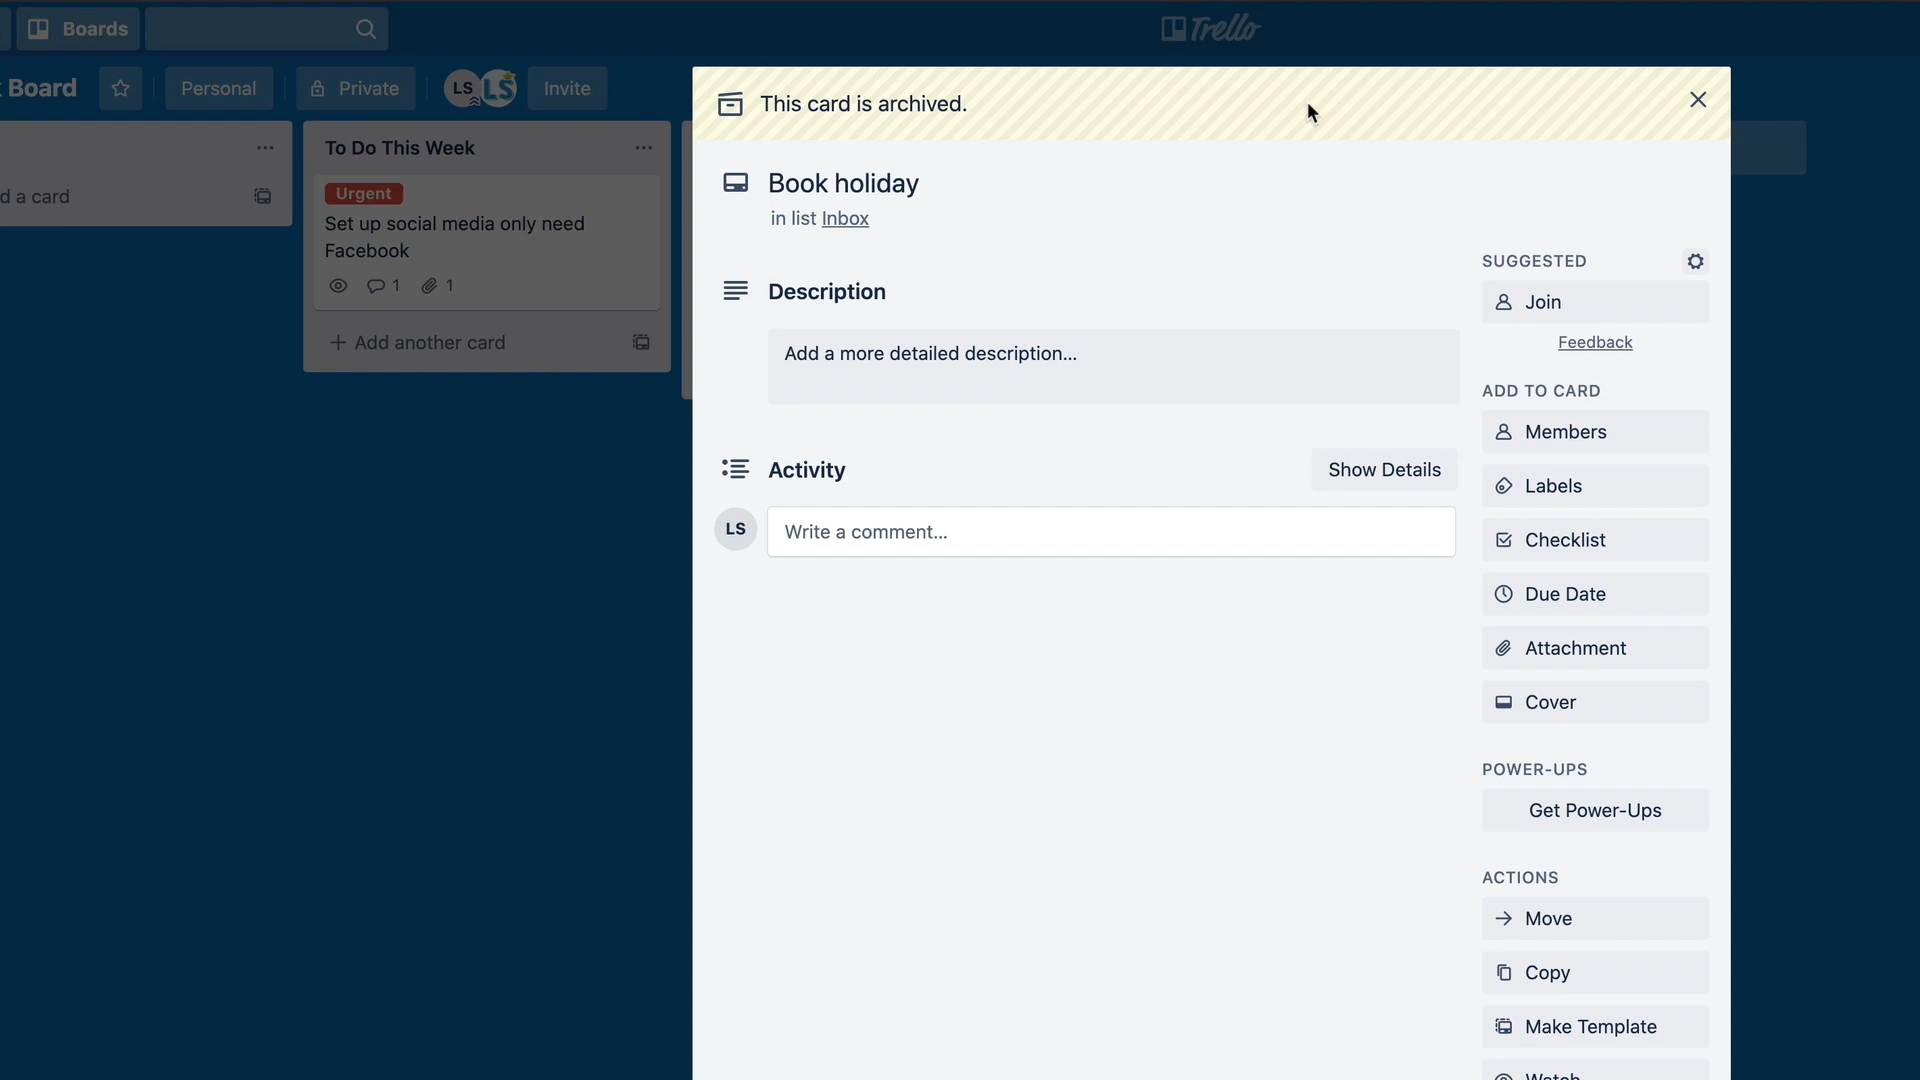 Boards
Trello
Board
Personal
Private
LS
LS
Invite
This card is archived.
To Do This Week
d a card
Urgent
Set up social media only need
Facebook
1
1
Add another card
Book holiday
in list Inbox
SUGGESTED
Join
Feedback
Description
Add a more detailed description...
ADD TO CARD
Members
Labels
Checklist
Due Date
Attachment
Cover
Activity
Show Details
LS
Write a comment...
POWER-UPS
Get Power-Ups
ACTIONS
Move
Copy
Make Template
Watch